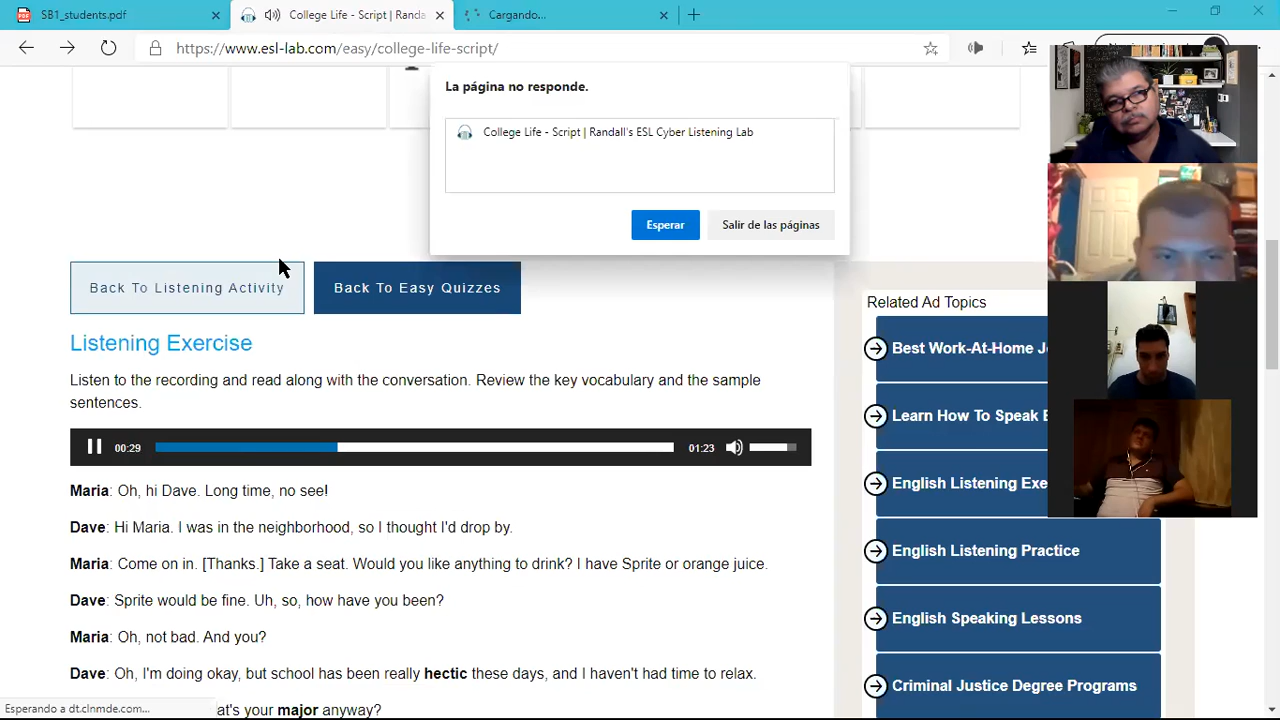 SB1_students.pdf
College Life - Script | Randa
Cargando...
https://www.esl-lab.com/easy/college-life-script/
La página no responde.
College Life - Script | Randall's ESL Cyber Listening Lab
Esperar
Salir de las páginas
Back To Listening Activity
Back To Easy Quizzes
Listening Exercise
Listen to the recording and read along with the conversation. Review the key vocabulary and the sample
sentences.
00:29
01:23
Maria: Oh, hi Dave. Long time, no see!
Dave: Hi Maria. I was in the neighborhood, so I thought I'd drop by.
Maria: Come on in. [Thanks.] Take a seat. Would you like anything to drink? I have Sprite or orange juice.
Dave: Sprite would be fine. Uh, so, how have you been?
Maria: Oh, not bad. And you?
Dave: Oh, I'm doing okay, but school has been really hectic these days, and I haven't had time to relax.
at's your major anyway?
Esperando a dt.clnmde.com...
Related Ad Topics
Best Work-At-Home J
Learn How To Speak E
English Listening Exe
English Listening Practice
English Speaking Lessons
Criminal Justice Degree Programs